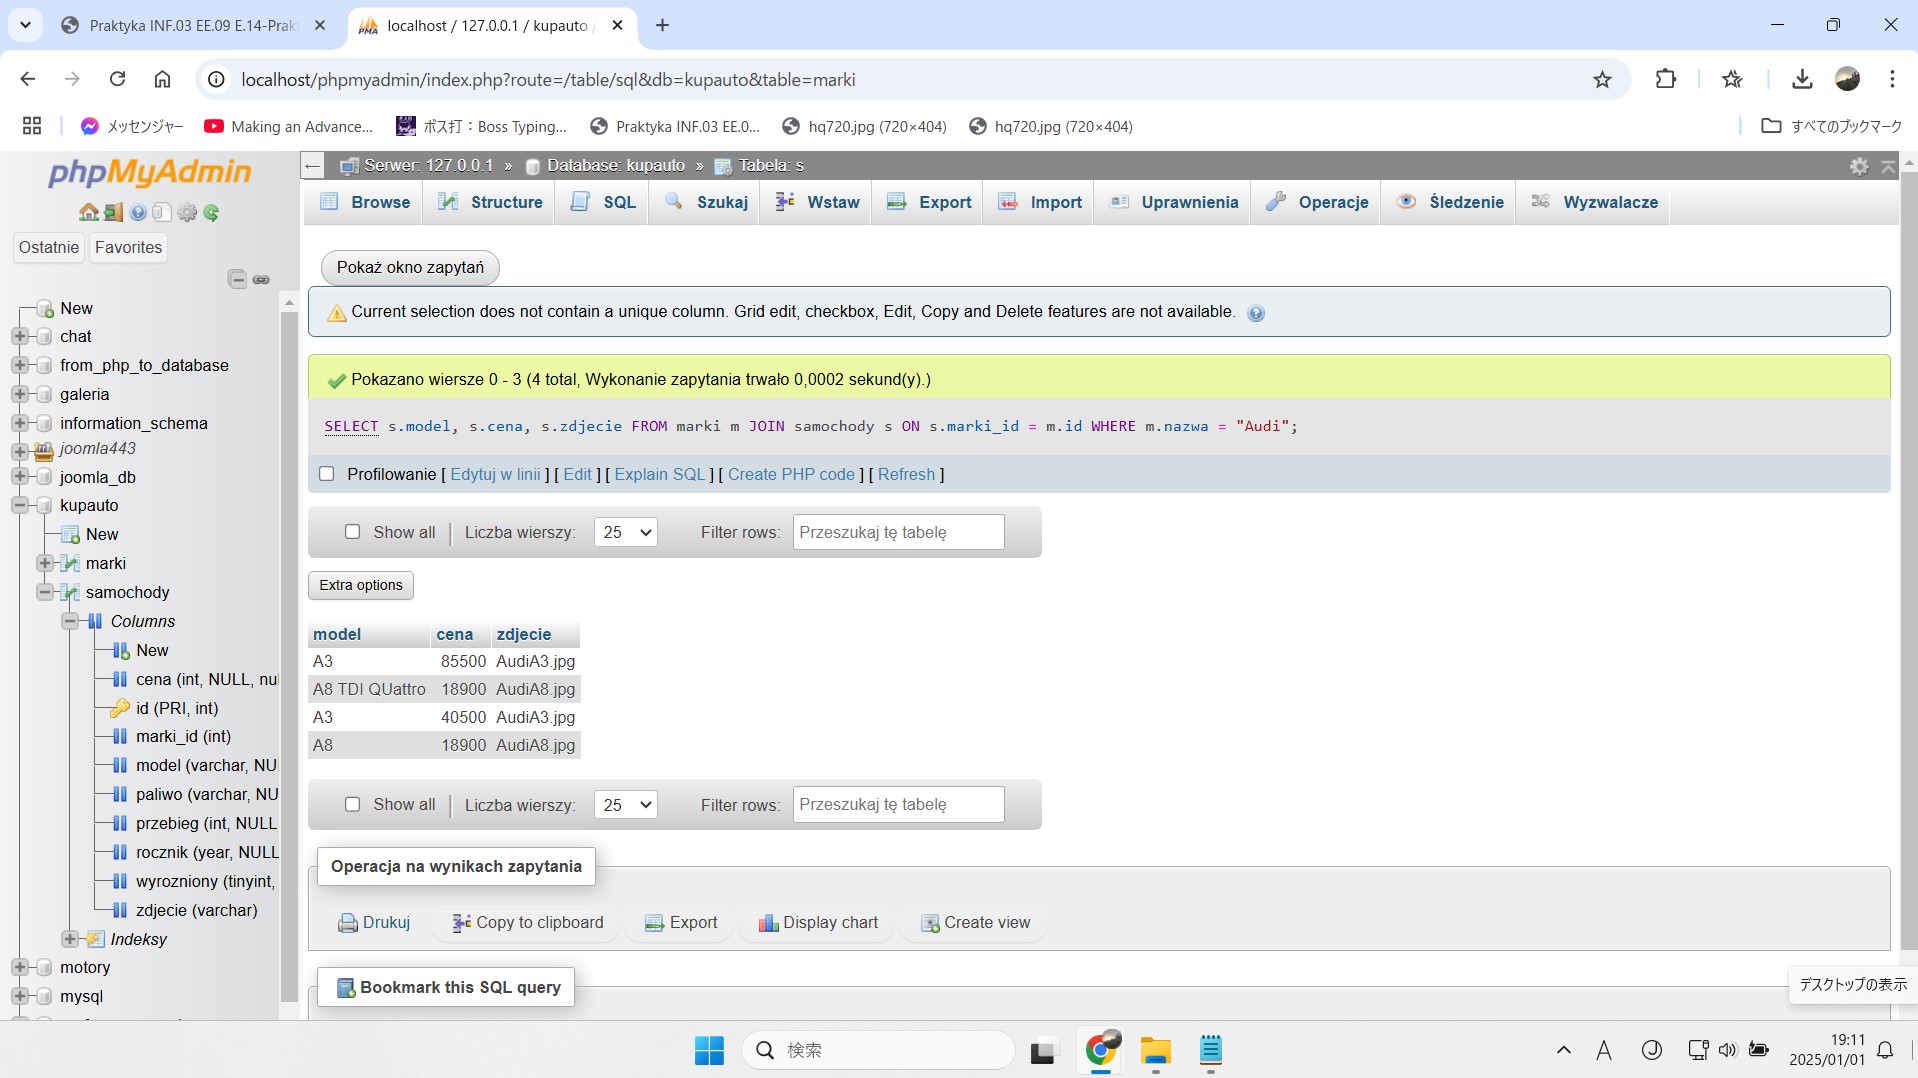 Praktyka INF.03 EE.09 E.14-Prakt
localhost / 127.0.0.1 / kupauto /
localhost/phpmyadmin/index.php?route=/table/sql&db=kupauto&table=marki
メッセンジャー
Making an Advance...
ボス打：Boss Typing...
Praktyka INF.03 EE.0...
hq720.jpg (720×404)
hq720.jpg (720×404)
すべてのブックマーク
phpMyAdmin
Ostatnie
Favorites
New
chat
from_php_to_database
galeria
information_schema
joomla443
joomla_db
kupauto
New
marki
samochody
Columns
New
cena (int, NULL, nul
id (PRI, int)
marki_id (int)
model (varchar, NU
paliwo (varchar, NU
przebieg (int, NULL
rocznik (year, NULL
wyrozniony (tinyint,
zdjecie (varchar)
Indeksy
motory
mysql
Serwer: 127.0.0.1 » Database: kupauto » Tabela: s
Browse
Structure
SQL
Szukaj
Wstaw
Export
Import
Uprawnienia
Operacje
Śledzenie
Wyzwalacze
Pokaż okno zapytań
Current selection does not contain a unique column. Grid edit, checkbox, Edit, Copy and Delete features are not available.
Pokazano wiersze 0 - 3 (4 total, Wykonanie zapytania trwało 0,0002 sekund(y).)
SELECT s.model, s.cena, s.zdjecie FROM marki m JOIN samochody s ON s.marki_id = m.id WHERE m.nazwa = "Audi";
Profilowanie [ Edytuj w linii ] [ Edit ] [ Explain SQL ] [ Create PHP code ] [ Refresh ]
Show all | Liczba wierszy: 25 Filter rows: Przeszukaj tę tabelę
Extra options
model cena zdjecie
A3 85500 AudiA3.jpg
A8 TDI QUattro 18900 AudiA8.jpg
A3 40500 AudiA3.jpg
A8 18900 AudiA8.jpg
Show all | Liczba wierszy: 25 Filter rows: Przeszukaj tę tabelę
Operacja na wynikach zapytania
Drukuj
Copy to clipboard
Export
Display chart
Create view
Bookmark this SQL query
デスクトップの表示
検索
A
19:11
2025/01/01